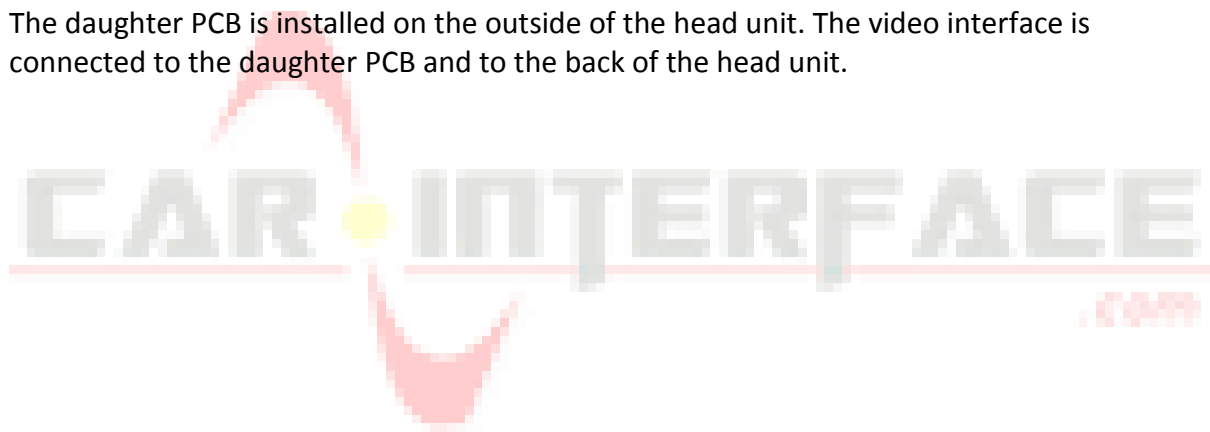 The daughter PCB is installed on the outside of the head unit. The video interface is
connected to the daughter PCB and to the back of the head unit.
CAR INTERFACE
.com